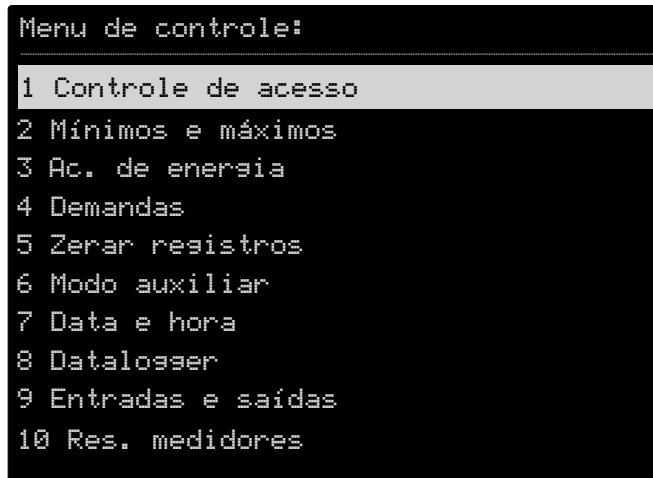 Menu de controle:
1 Controle de acesso
2 Mínimos e máximos
3 Ac. de energia
4 Demandas
5 Zerar registros
6 Modo auxiliar
7 Data e hora
8 Datalogger
9 Entradas e saídas
10 Res. medidores